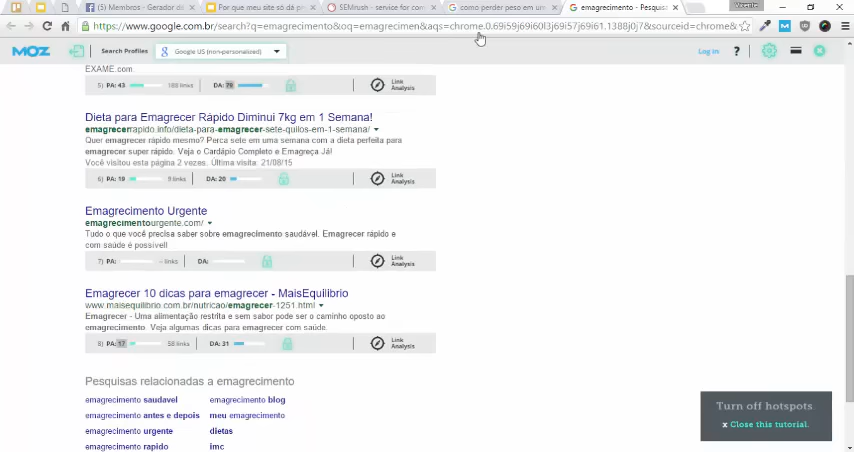 Vicente
Membros - Gerador de
Por que meu site só dá pr
SEMrush - service for com
como perder peso em um
emagrecimento - Pesquisa
https://www.google.com.br/search?q=emagrecimento&oq=emagrecimen&aqs=chrome.0.69i59j69i60l3j69i57j69i61.1388j0j7&sourceid=chrome&
MOZ Search Profiles Google US (non-personalized) Log in ?
EXAME.com
5) PA: 43 188 links DA: 79 Link Analysis
Dieta para Emagrecer Rápido Diminui 7kg em 1 Semana!
emagrecerrapido.info/dieta-para-emagrecer-sete-quilos-em-1-semana/
Quer emagrecer rápido mesmo? Perca sete em uma semana com a dieta perfeita para
emagrecer super rápido. Veja o Cardápio Completo e Emagreça Já!
Você visitou esta página 2 vezes. Última visita: 21/08/15
6) PA: 19 9 links DA: 20 Link Analysis
Emagrecimento Urgente
emagrecimentourgente.com/
Tudo o que você precisa saber sobre emagrecimento saudável. Emagrecer rápido e
com saúde é possível!
7) PA: -- links DA: Link Analysis
Emagrecer 10 dicas para emagrecer - MaisEquilibrio
www.maisequilibrio.com.br/nutricao/emagrecer-1251.html
Emagrecer - Uma alimentação restrita e sem sabor pode ser o caminho oposto ao
emagrecimento. Veja algumas dicas para emagrecer com saúde.
8) PA: 17 58 links DA: 31 Link Analysis
Pesquisas relacionadas a emagrecimento
emagrecimento saudavel emagrecimento blog
emagrecimento antes e depois meu emagrecimento
emagrecimento urgente dietas
emagrecimento rapido imc
Turn off hotspots
x Close this tutorial.